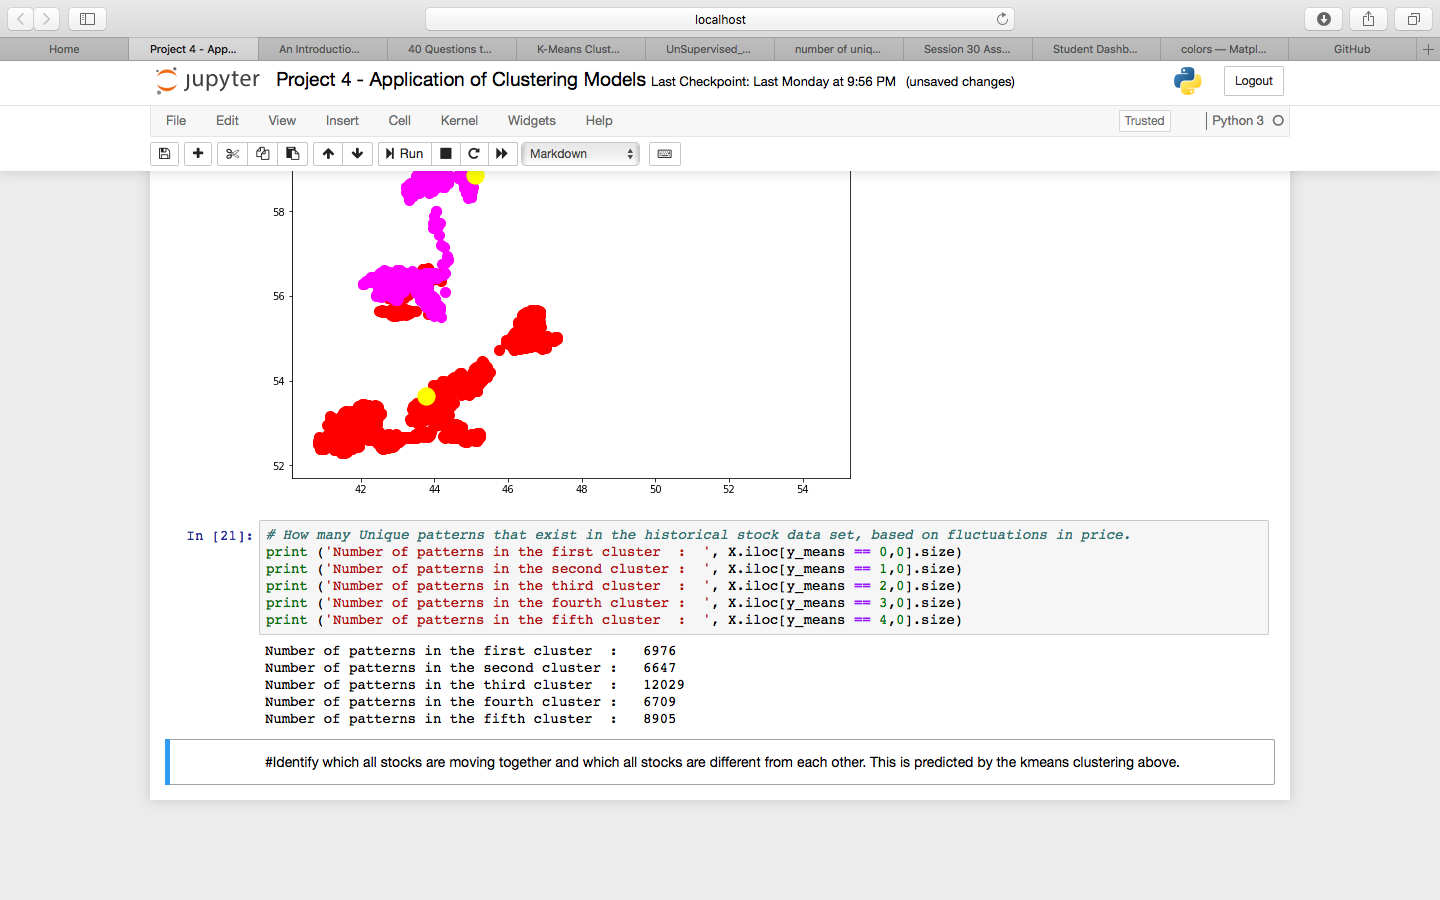 localhost
Home
Project 4 - App...
An Introductio...
40 Questions t...
K-Means Clust...
UnSupervised_...
number of uniq...
Session 30 Ass...
Student Dashb...
colors — Matpl...
GitHub
jupyter Project 4 - Application of Clustering Models Last Checkpoint: Last Monday at 9:56 PM (unsaved changes)
Logout
File Edit View Insert Cell Kernel Widgets Help
Trusted
Python 3
Run
Markdown
58
56
54
52
42 44 46 48 50 52 54
In [21]: # How many Unique patterns that exist in the historical stock data set, based on fluctuations in price.
print ('Number of patterns in the first cluster  :  ', X.iloc[y_means == 0,0].size)
print ('Number of patterns in the second cluster :  ', X.iloc[y_means == 1,0].size)
print ('Number of patterns in the third cluster  :  ', X.iloc[y_means == 2,0].size)
print ('Number of patterns in the fourth cluster :  ', X.iloc[y_means == 3,0].size)
print ('Number of patterns in the fifth cluster  :  ', X.iloc[y_means == 4,0].size)
Number of patterns in the first cluster  :   6976
Number of patterns in the second cluster :   6647
Number of patterns in the third cluster  :   12029
Number of patterns in the fourth cluster :   6709
Number of patterns in the fifth cluster  :   8905
#Identify which all stocks are moving together and which all stocks are different from each other. This is predicted by the kmeans clustering above.